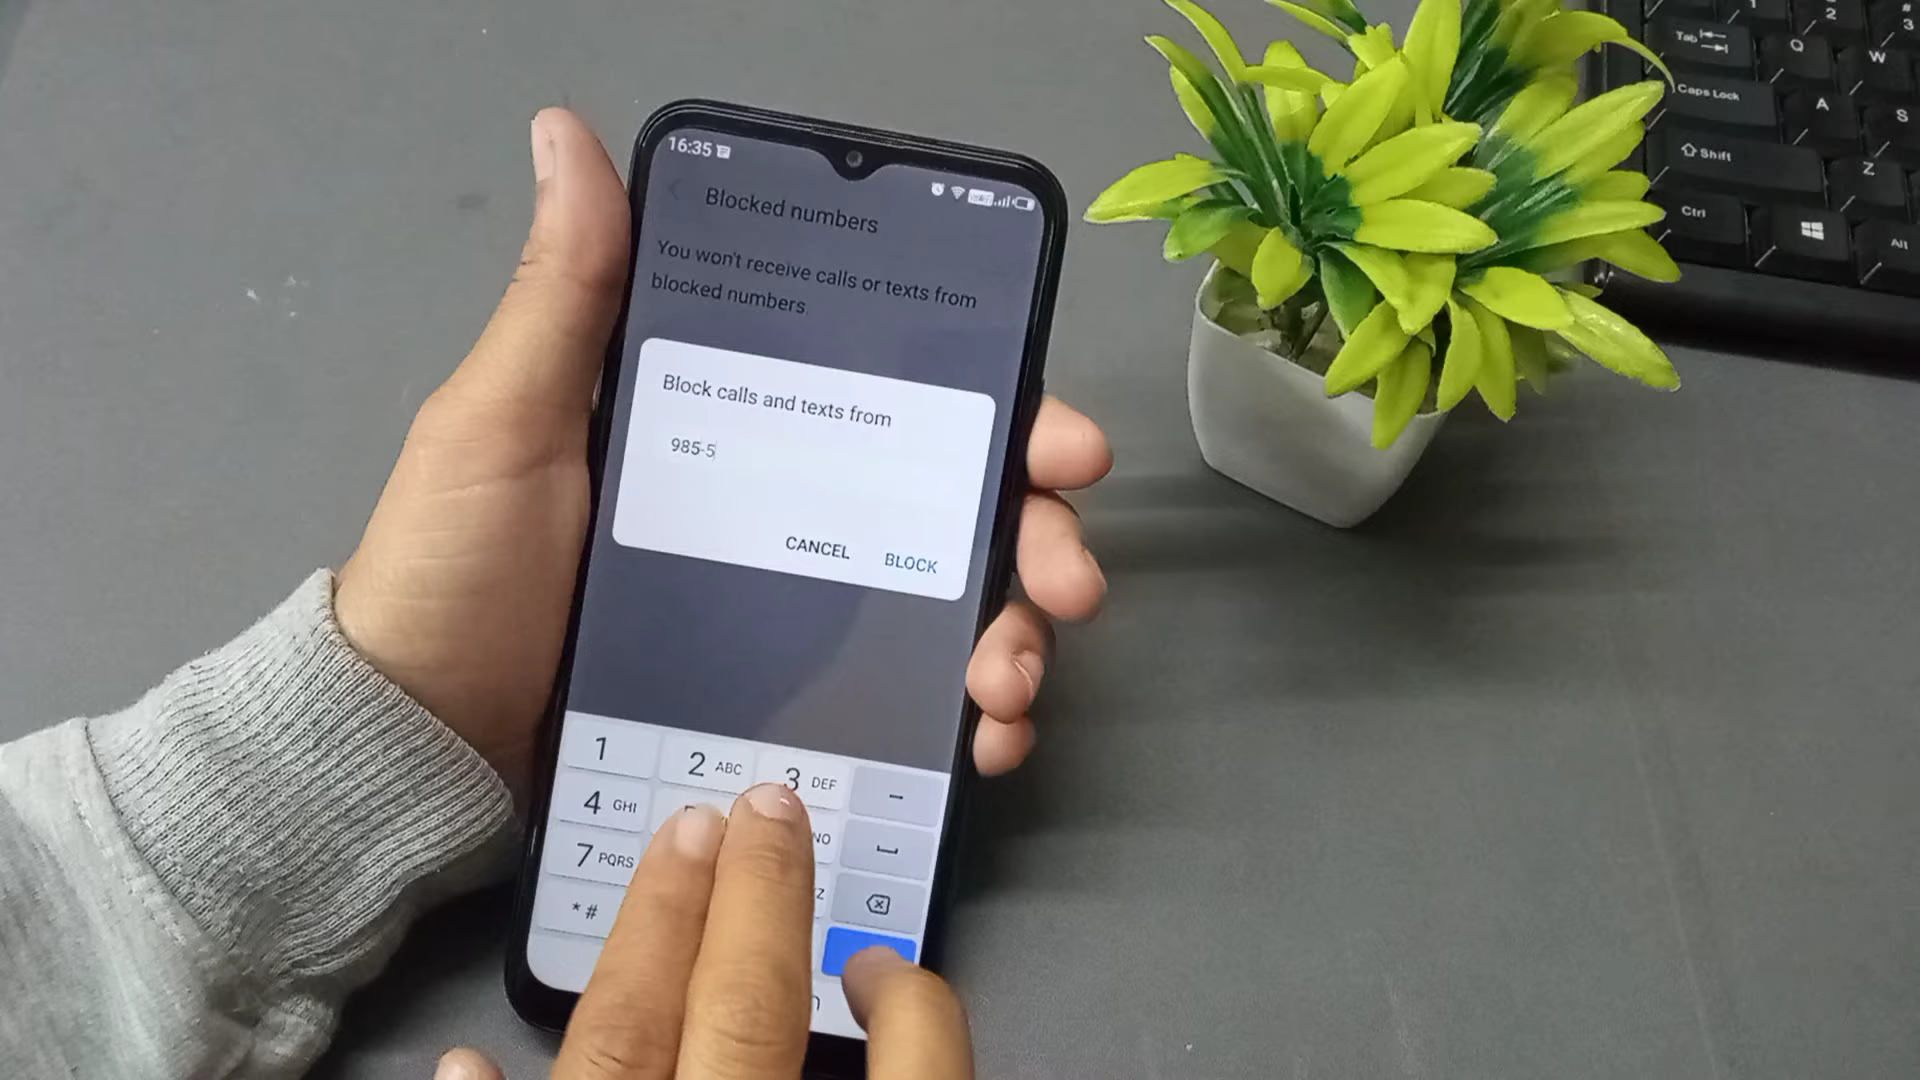 16:35
Blocked numbers
You won't receive calls or texts from
blocked numbers.
Block calls and texts from
985-5
CANCEL BLOCK
1 2 ABC 3 DEF -
4 GHI NO
7 PQRS Z
* #
Tab Q W
Caps Lock A S
Shift Z
Ctrl Alt
1 2 # 3